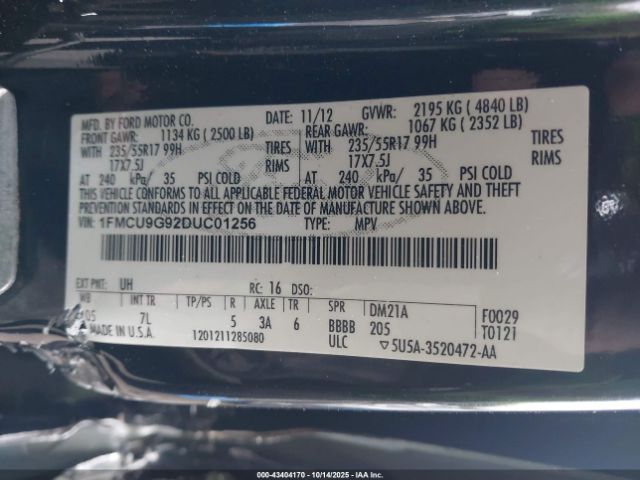 MFD. BY FORD MOTOR CO. DATE: 11/12 GVWR: 2195 KG ( 4840 LB)
FRONT GAWR: 1134 KG ( 2500 LB) REAR GAWR: 1067 KG ( 2352 LB)
WITH 235/55R17 99H TIRES WITH 235/55R17 99H TIRES
17X7.5J RIMS 17X7.5J RIMS
AT 240 kPa/ 35 PSI COLD AT 240 kPa/ 35 PSI COLD
THIS VEHICLE CONFORMS TO ALL APPLICABLE FEDERAL MOTOR VEHICLE SAFETY AND THEFT
PREVENTION STANDARDS IN EFFECT ON THE DATE OF MANUFACTURE SHOWN ABOVE.
VIN: 1FMCU9G92DUC01256 TYPE: MPV
EXT PNT: UH RC: 16 DSO:
WB INT TR TP/PS R AXLE TR SPR DM21A F0029
05 7L 5 3A 6 BBBB 205 T0121
MADE IN U.S.A. 1201211285080 ULC ▽5U5A-3520472-AA
000-43404170 | 10/14/2025 | IAAI.COM